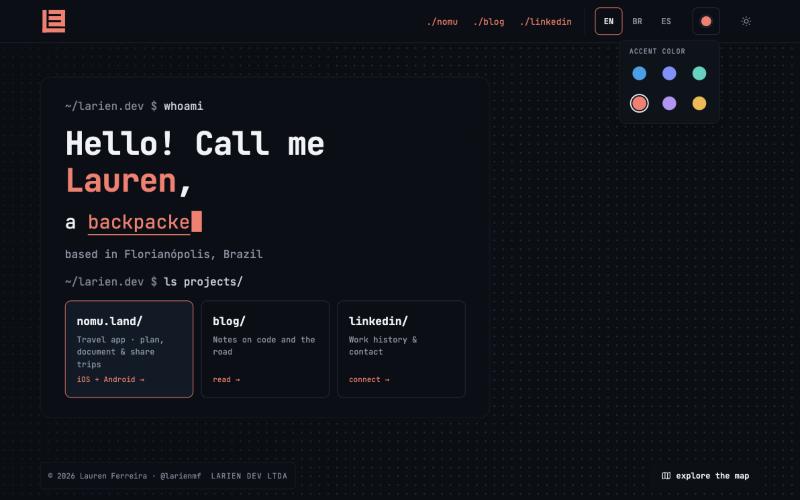 ./nomu ./blog ./linkedin EN BR ES
ACCENT COLOR
~/larien.dev $ whoami
Hello! Call me
Lauren,
a backpacke
based in Florianópolis, Brazil
~/larien.dev $ ls projects/
nomu.land/
Travel app · plan,
document & share
trips
iOS + Android →
blog/
Notes on code and the
road
read →
linkedin/
Work history &
contact
connect →
© 2026 Lauren Ferreira · @larienmf LARIEN DEV LTDA
explore the map